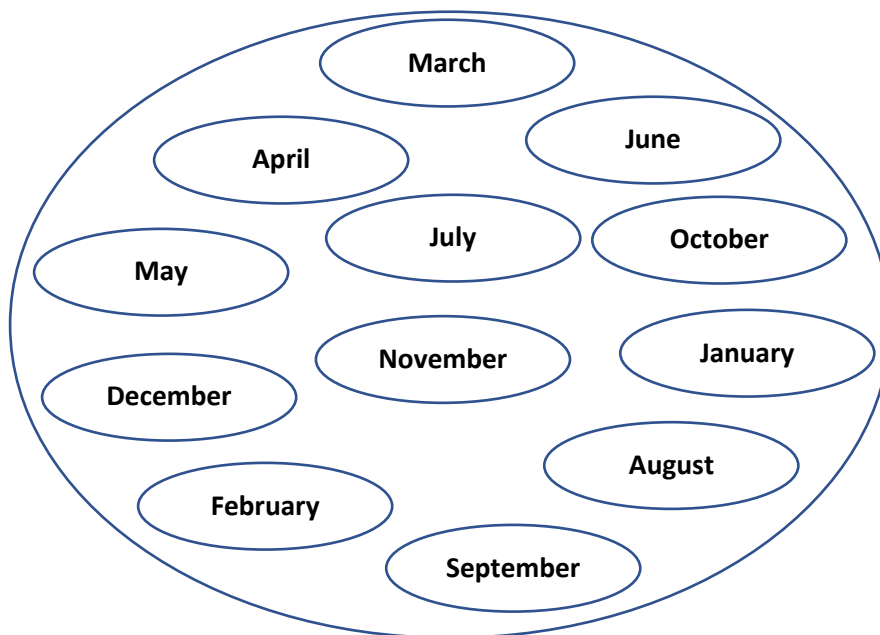 March
June
April
July
October
May
November
January
December
August
February
September